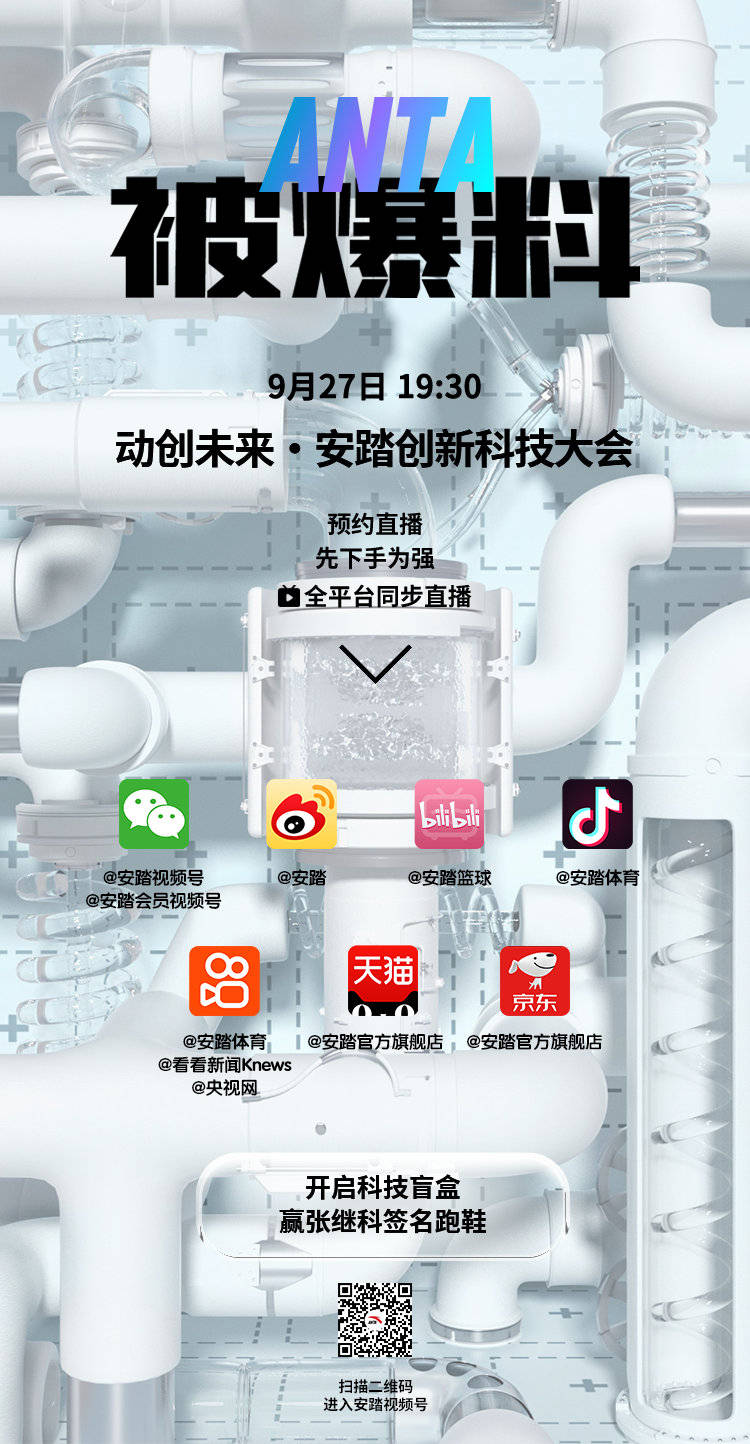 ANTA
被爆料
9月27日 19:30
动创未来·安踏创新科技大会
预约直播
先下手为强
全平台同步直播
bilibili
@安踏视频号
@安踏会员视频号
@安踏
@安踏篮球
@安踏体育
天猫
京东
@安踏体育
@看看新闻Knews
@央视网
@安踏官方旗舰店
@安踏官方旗舰店
开启科技盲盒
赢张继科签名跑鞋
扫描二维码
进入安踏视频号